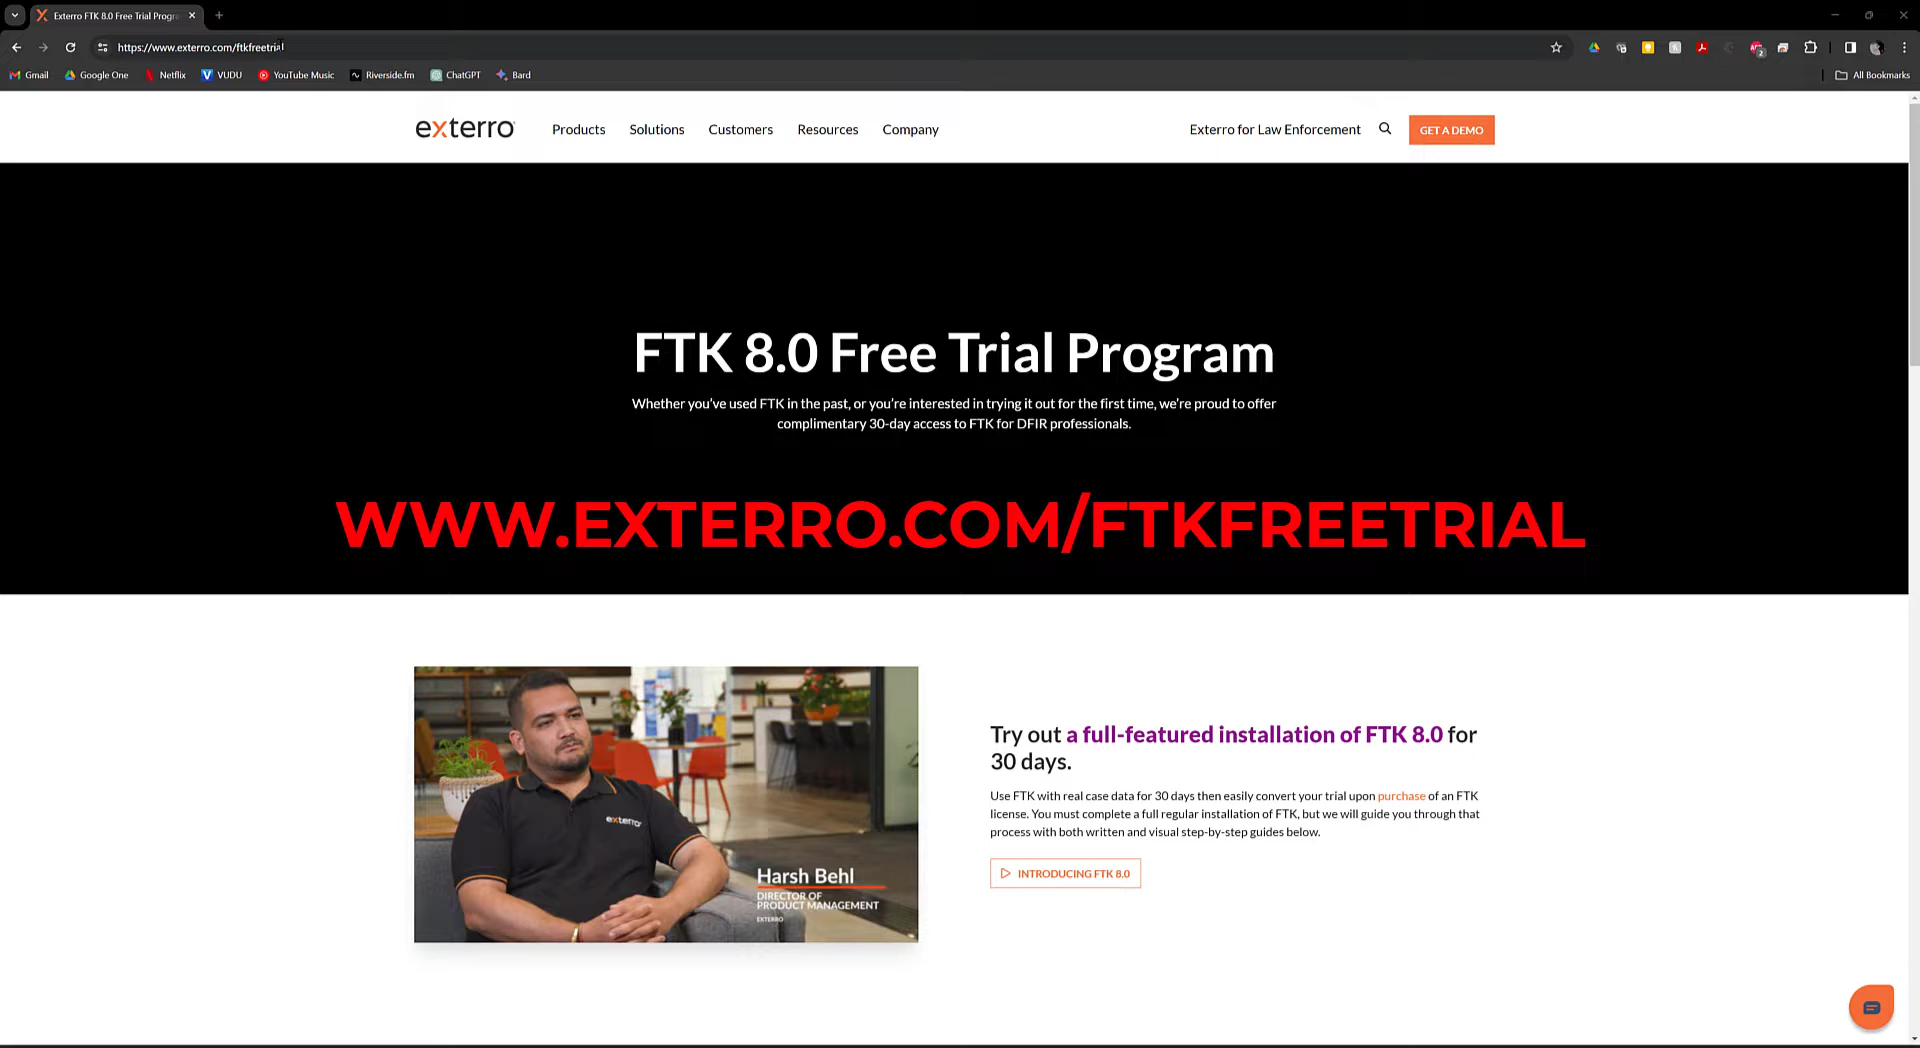 Exterro FTK 8.0 Free Trial Progra
https://www.exterro.com/ftkfreetrial
Gmail
Google One
Netflix
VUDU
YouTube Music
Riverside.fm
ChatGPT
Bard
All Bookmarks
exterro
Products
Solutions
Customers
Resources
Company
Exterro for Law Enforcement
GET A DEMO
FTK 8.0 Free Trial Program
Whether you've used FTK in the past, or you're interested in trying it out for the first time, we're proud to offer
complimentary 30-day access to FTK for DFIR professionals.
WWW.EXTERRO.COM/FTKFREETRIAL
exterro
Harsh Behl
DIRECTOR OF
PRODUCT MANAGEMENT
EXTERRO
Try out a full-featured installation of FTK 8.0 for
30 days.
Use FTK with real case data for 30 days then easily convert your trial upon purchase of an FTK
license. You must complete a full regular installation of FTK, but we will guide you through that
process with both written and visual step-by-step guides below.
INTRODUCING FTK 8.0